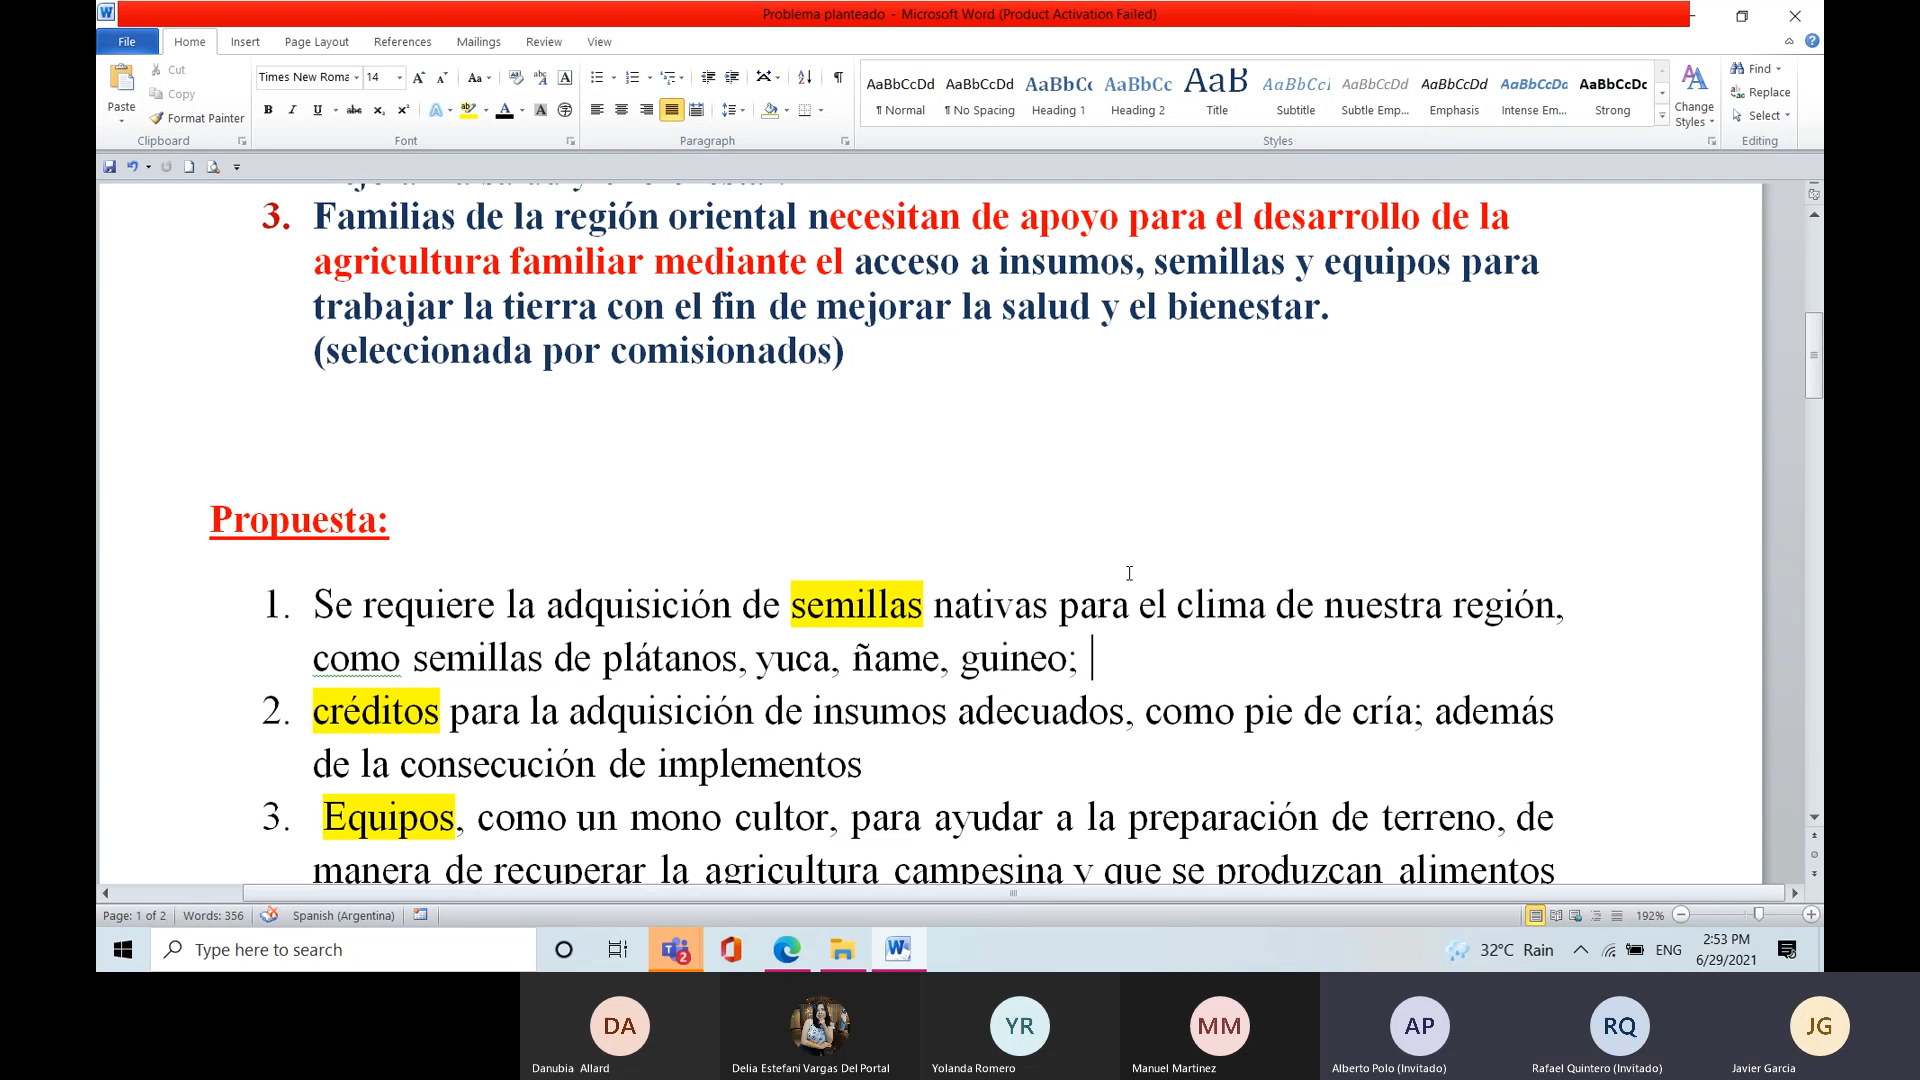 Problema planteado - Microsoft Word (Product Activation Failed)
File Home Insert Page Layout References Mailings Review View
Paste
Cut
Copy
Format Painter
Clipboard
Times New Roma 14
Font
Paragraph
AaBbCcDd AaBbCcDd AaBbCc AaBbCc AaB AaBbCcI AaBbCcDd AaBbCcDd AaBbCcDd AaBbCcDc
¶ Normal ¶ No Spacing Heading 1 Heading 2 Title Subtitle Subtle Emp... Emphasis Intense Em... Strong
Change Styles
Styles
Find
Replace
Select
Editing
3. Familias de la región oriental necesitan de apoyo para el desarrollo de la
agricultura familiar mediante el acceso a insumos, semillas y equipos para
trabajar la tierra con el fin de mejorar la salud y el bienestar.
(seleccionada por comisionados)
Propuesta:
1. Se requiere la adquisición de semillas nativas para el clima de nuestra región,
como semillas de plátanos, yuca, ñame, guineo;
2. créditos para la adquisición de insumos adecuados, como pie de cría; además
de la consecución de implementos
3. Equipos, como un mono cultor, para ayudar a la preparación de terreno, de
manera de recuperar la agricultura campesina y que se produzcan alimentos
Page: 1 of 2 Words: 356 Spanish (Argentina) 192%
Type here to search
2
32°C Rain ENG
2:53 PM
6/29/2021
DA YR MM AP RQ JG
Danubia Allard Delia Estefani Vargas Del Portal Yolanda Romero Manuel Martinez Alberto Polo (Invitado) Rafael Quintero (Invitado) Javier Garcia